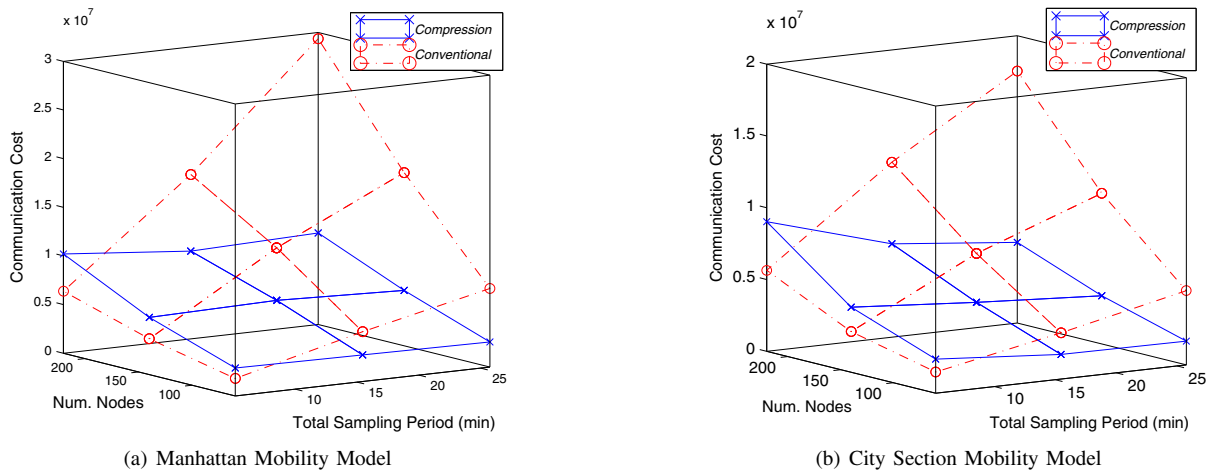 x 10^7
3
2.5
2
1.5
1
0.5
0
Communication Cost
200
150
100
Num. Nodes
10
15
20
25
Total Sampling Period (min)
Compression
Conventional
(a) Manhattan Mobility Model
x 10^7
2
1.5
1
0.5
0
Communication Cost
200
150
100
Num. Nodes
10
15
20
25
Total Sampling Period (min)
Compression
Conventional
(b) City Section Mobility Model